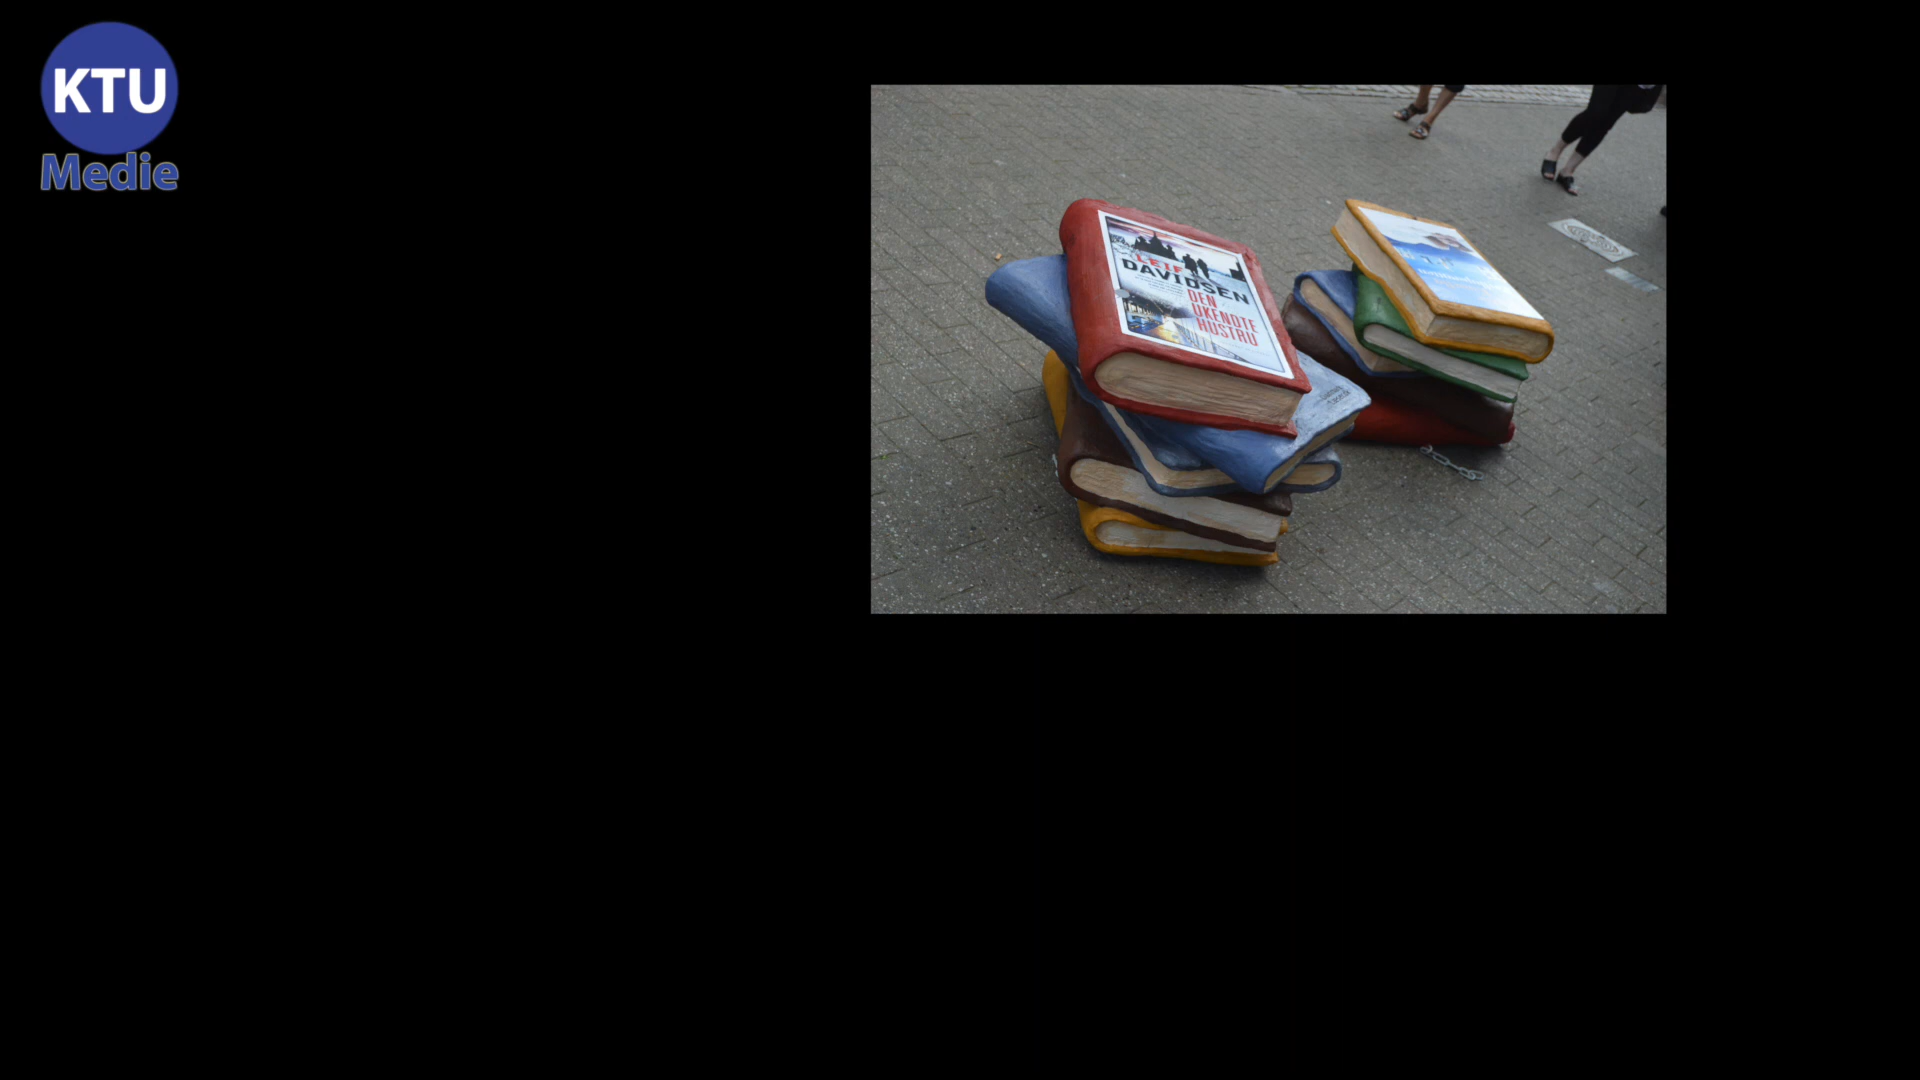 KTU
Medie
LEIF
DAVIDSEN
DEN
UKENDTE
HUSTRU